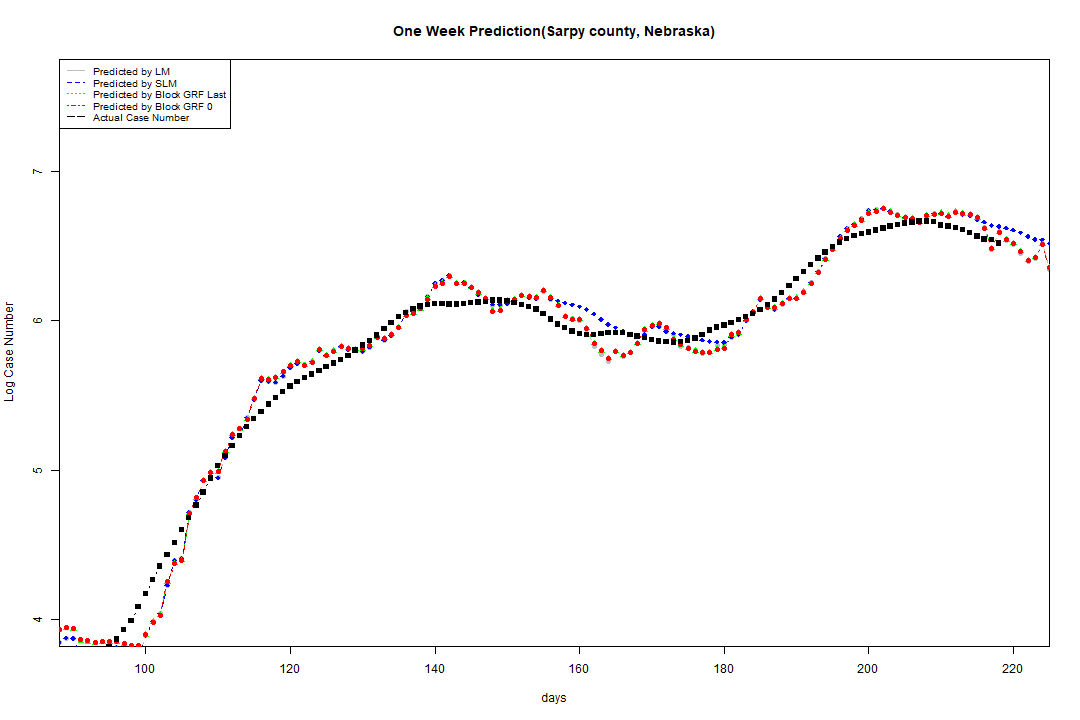 One Week Prediction(Sarpy county, Nebraska)
Predicted by LM
Predicted by SLM
Predicted by Block GRF Last
Predicted by Block GRF 0
Actual Case Number
Log Case Number
7
6
5
4
100 120 140 160 180 200 220
days